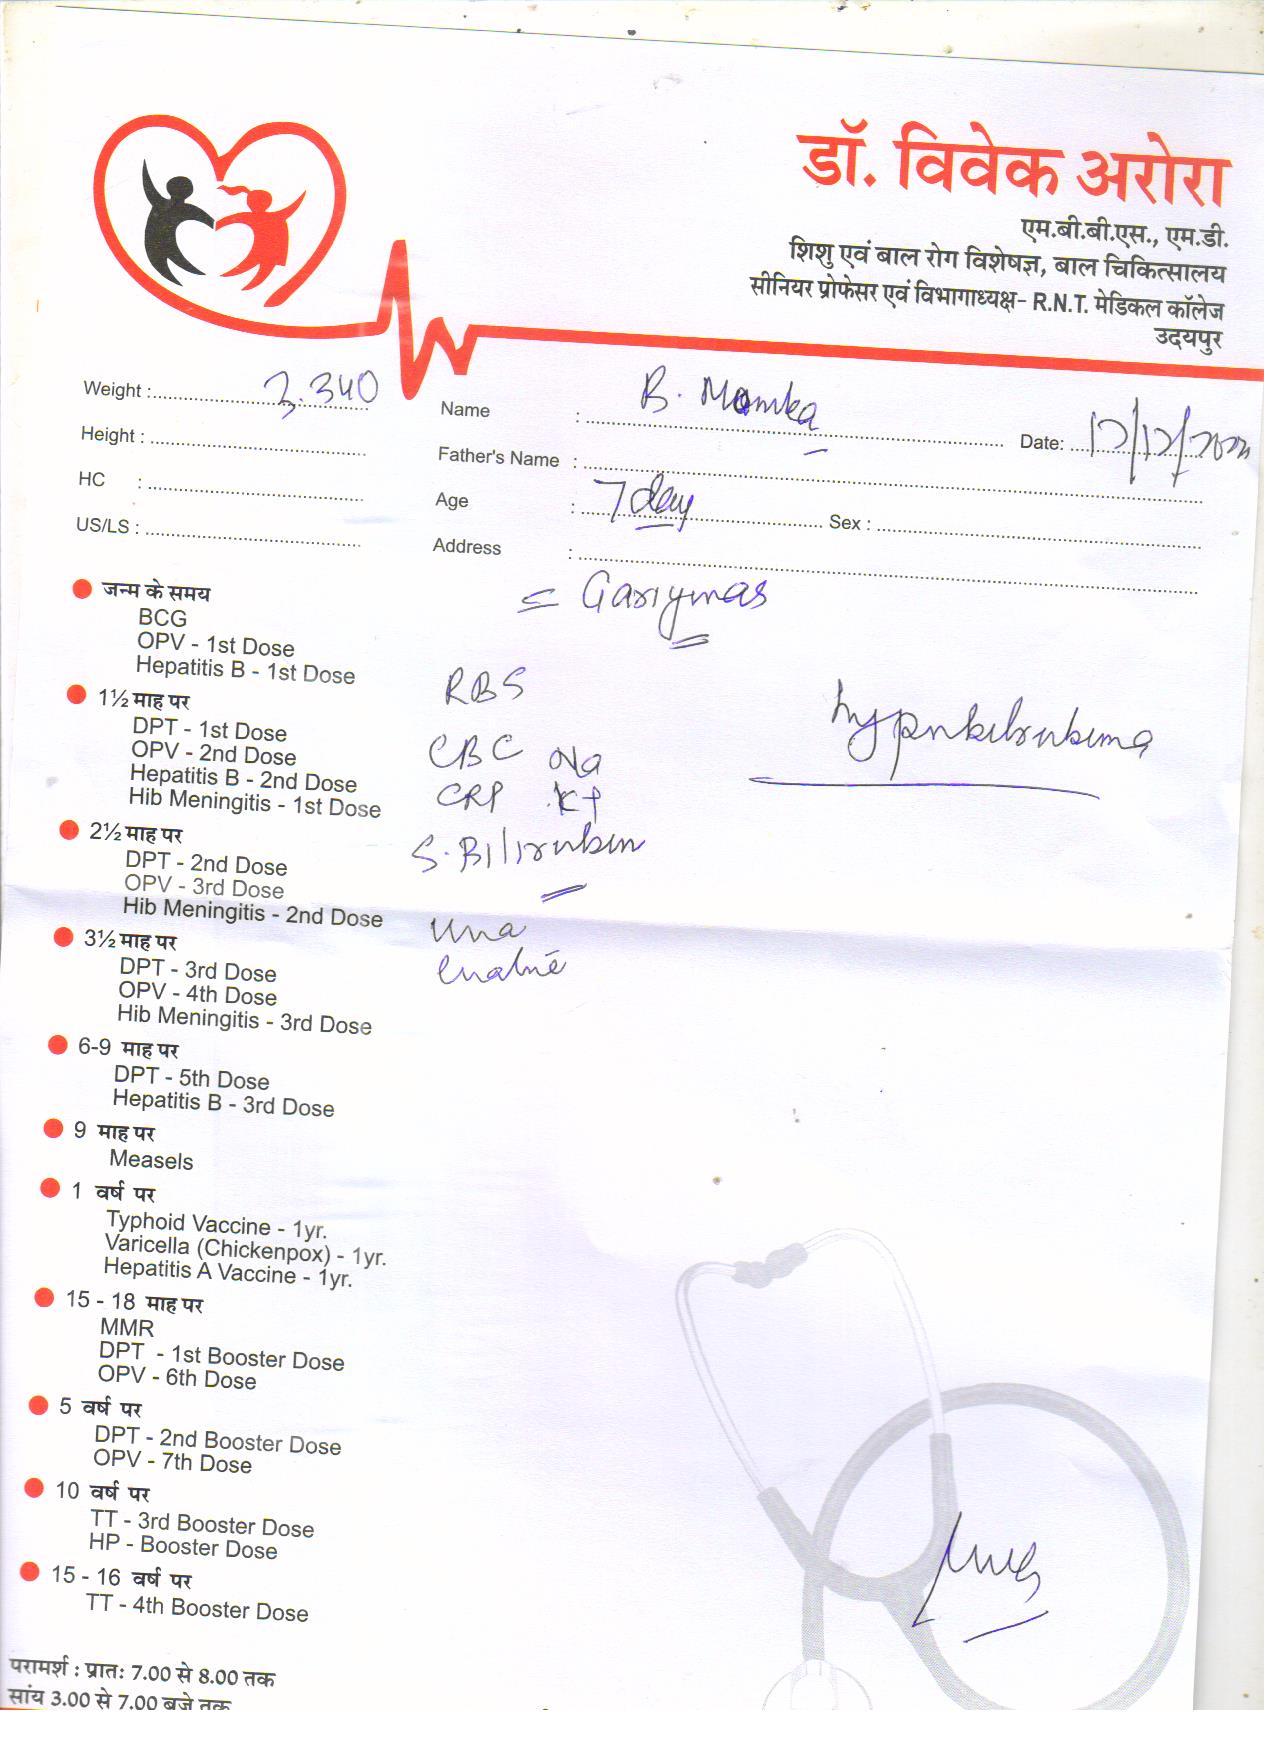 डॉ. विवेक अरोरा
एम.बी.बी.एस., एम.डी.
शिशु एवं बाल रोग विशेषज्ञ, बाल चिकित्सालय
सीनियर प्रोफेसर एवं विभागाध्यक्ष- R.N.T. मेडिकल कॉलेज
उदयपुर
Weight : 3.340
Height :
HC :
US/LS :
Name : B.
Date:
Father's Name :
Age : 7 day Sex :
Address :
जन्म के समय
BCG
OPV - 1st Dose
Hepatitis B - 1st Dose
1½ माह पर
DPT - 1st Dose
OPV - 2nd Dose
Hepatitis B - 2nd Dose
Hib Meningitis - 1st Dose
2½ माह पर
DPT - 2nd Dose
OPV - 3rd Dose
Hib Meningitis - 2nd Dose
3½ माह पर
DPT - 3rd Dose
OPV - 4th Dose
Hib Meningitis - 3rd Dose
6-9 माह पर
DPT - 5th Dose
Hepatitis B - 3rd Dose
9 माह पर
Measels
1 वर्ष पर
Typhoid Vaccine - 1yr.
Varicella (Chickenpox) - 1yr.
Hepatitis A Vaccine - 1yr.
15 - 18 माह पर
MMR
DPT - 1st Booster Dose
OPV - 6th Dose
5 वर्ष पर
DPT - 2nd Booster Dose
OPV - 7th Dose
10 वर्ष पर
TT - 3rd Booster Dose
HP - Booster Dose
15 - 16 वर्ष पर
TT - 4th Booster Dose
RBS
CBC Na
CRP K+
S. Bilirubin
परामर्श : प्रातः 7.00 से 8.00 तक
सांय 3.00 से 7.00 बजे तक